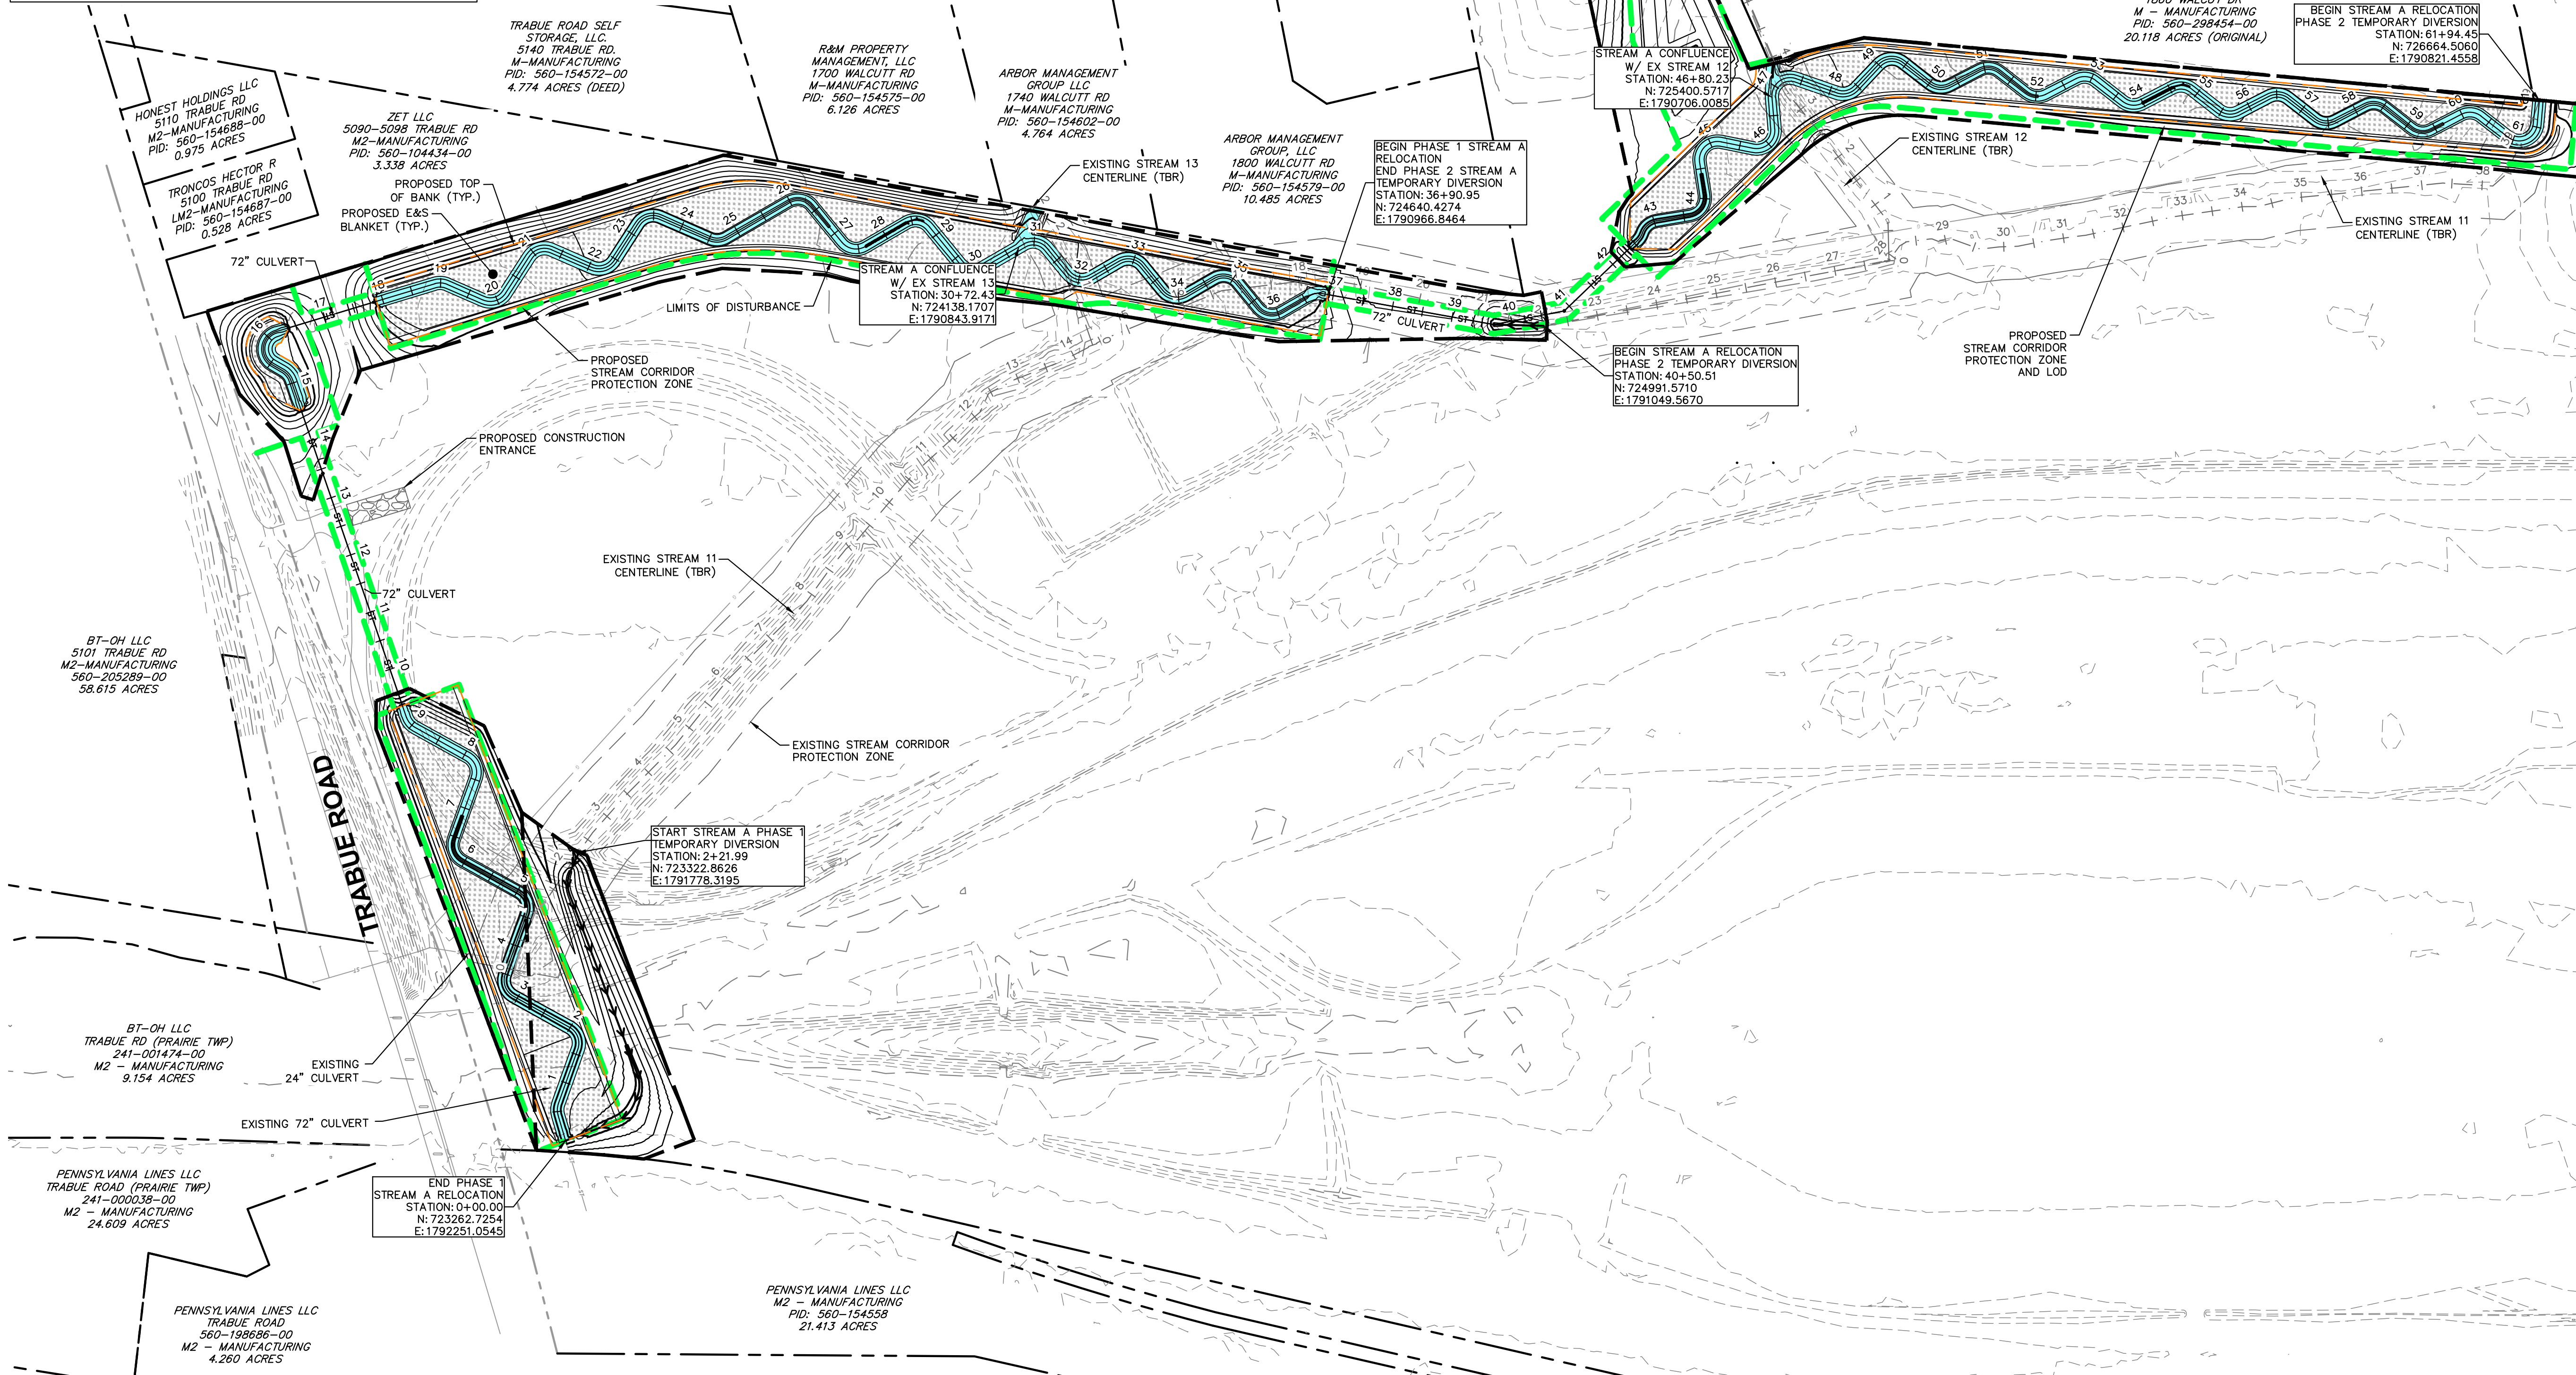 TRABUE ROAD SELF
STORAGE, LLC.
5140 TRABUE RD.
M-MANUFACTURING
PID: 560-154572-00
4.774 ACRES (DEED)
R&M PROPERTY
MANAGEMENT, LLC
1700 WALCUTT RD
M-MANUFACTURING
PID: 560-154575-00
6.126 ACRES
ARBOR MANAGEMENT
GROUP LLC
1740 WALCUTT RD
M-MANUFACTURING
PID: 560-154602-00
4.764 ACRES
ARBOR MANAGEMENT
GROUP, LLC
1800 WALCUTT RD
M-MANUFACTURING
PID: 560-154579-00
10.485 ACRES
M - MANUFACTURING
PID: 560-298454-00
20.118 ACRES (ORIGINAL)
BEGIN STREAM A RELOCATION
PHASE 2 TEMPORARY DIVERSION
STATION: 61+94.45
N: 726664.5060
E: 1790821.4558
STREAM A CONFLUENCE
W/ EX STREAM 12
STATION: 46+80.23
N: 725400.5717
E: 1790706.0085
HONEST HOLDINGS LLC
5110 TRABUE RD
M2-MANUFACTURING
PID: 560-154688-00
0.975 ACRES
TRONCOS HECTOR R
5100 TRABUE RD
LM2-MANUFACTURING
PID: 560-154687-00
0.528 ACRES
ZET LLC
5090-5098 TRABUE RD
M2-MANUFACTURING
PID: 560-104434-00
3.338 ACRES
PROPOSED TOP
OF BANK (TYP.)
PROPOSED E&S
BLANKET (TYP.)
72" CULVERT
EXISTING STREAM 13
CENTERLINE (TBR)
BEGIN PHASE 1 STREAM A
RELOCATION
END PHASE 2 STREAM A
TEMPORARY DIVERSION
STATION: 36+90.95
N: 724640.4274
E: 1790966.8464
EXISTING STREAM 12
CENTERLINE (TBR)
EXISTING STREAM 11
CENTERLINE (TBR)
STREAM A CONFLUENCE
W/ EX STREAM 13
STATION: 30+72.43
N: 724138.1707
E: 1790843.9171
LIMITS OF DISTURBANCE
72" CULVERT
PROPOSED
STREAM CORRIDOR
PROTECTION ZONE
PROPOSED
STREAM CORRIDOR
PROTECTION ZONE
AND LOD
BEGIN STREAM A RELOCATION
PHASE 2 TEMPORARY DIVERSION
STATION: 40+50.51
N: 724991.5710
E: 1791049.5670
PROPOSED CONSTRUCTION
ENTRANCE
EXISTING STREAM 11
CENTERLINE (TBR)
72" CULVERT
BT-OH LLC
5101 TRABUE RD
M2-MANUFACTURING
560-205289-00
58.615 ACRES
EXISTING STREAM CORRIDOR
PROTECTION ZONE
TRABUE ROAD
START STREAM A PHASE 1
TEMPORARY DIVERSION
STATION: 2+21.99
N: 723322.8626
E: 1791778.3195
BT-OH LLC
TRABUE RD (PRAIRIE TWP)
241-001474-00
M2 - MANUFACTURING
9.154 ACRES
EXISTING
24" CULVERT
EXISTING 72" CULVERT
PENNSYLVANIA LINES LLC
TRABUE ROAD (PRAIRIE TWP)
241-000038-00
M2 - MANUFACTURING
24.609 ACRES
END PHASE 1
STREAM A RELOCATION
STATION: 0+00.00
N: 723262.7254
E: 1792251.0545
PENNSYLVANIA LINES LLC
TRABUE ROAD
560-198686-00
M2 - MANUFACTURING
4.260 ACRES
PENNSYLVANIA LINES LLC
M2 - MANUFACTURING
PID: 560-154558
21.413 ACRES